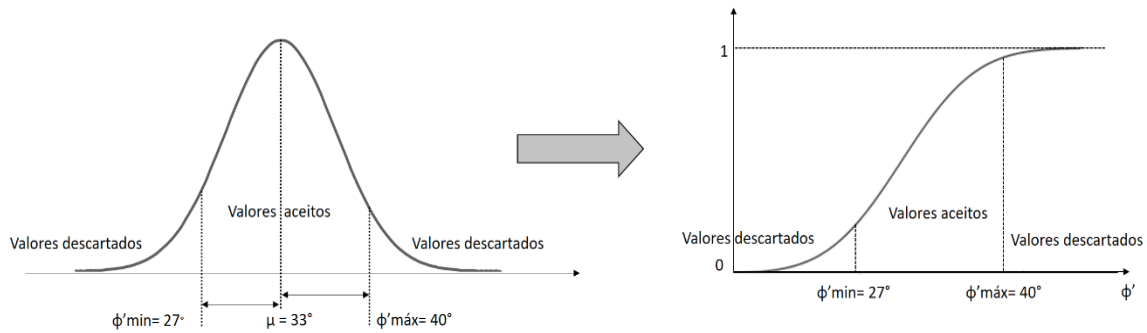 Valores aceitos
Valores descartados
Valores descartados
ϕ'min= 27°
μ = 33°
ϕ'máx= 40°
1
Valores aceitos
Valores descartados
Valores descartados
0
ϕ'min= 27°
ϕ'máx= 40°
ϕ'